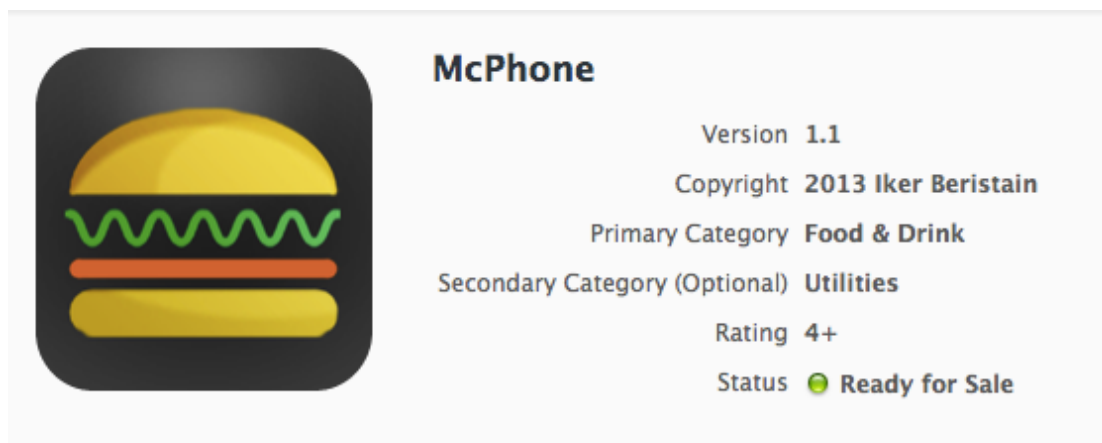 McPhone
Version 1.1
Copyright 2013 Iker Beristain
Primary Category Food & Drink
Secondary Category (Optional) Utilities
Rating 4+
Status Ready for Sale